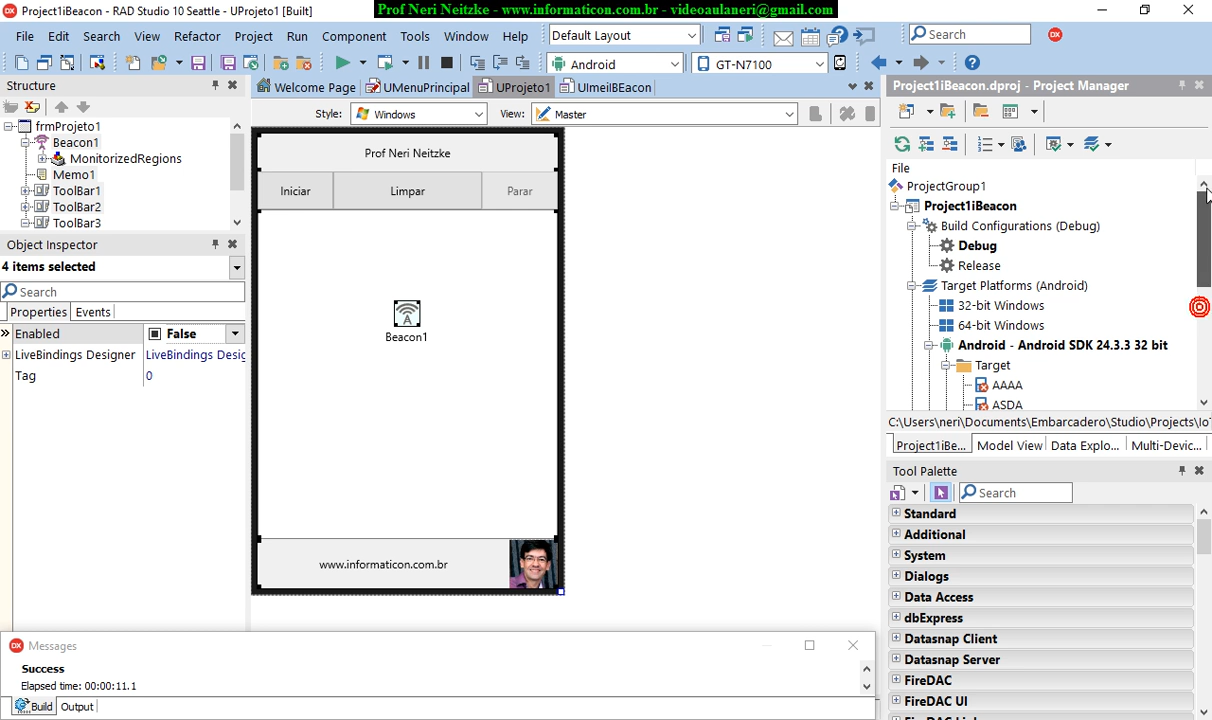 Project1iBeacon - RAD Studio 10 Seattle - UProjeto1 [Built]
Prof Neri Neitzke - www.informaticon.com.br - videoaulaneri@gmail.com
File Edit Search View Refactor Project Run Component Tools Window Help
Default Layout
Search
Android
GT-N7100
Structure
frmProjeto1
Beacon1
MonitorizedRegions
Memo1
ToolBar1
ToolBar2
ToolBar3
Object Inspector
4 items selected
Search
Properties Events
Enabled False
LiveBindings Designer LiveBindings Desig
Tag 0
Welcome Page UMenuPrincipal UProjeto1 UImeiIBEacon
Style: Windows View: Master
Prof Neri Neitzke
Iniciar Limpar Parar
A
Beacon1
www.informaticon.com.br
Messages
Success
Elapsed time: 00:00:11.1
Build Output
Project1iBeacon.dproj - Project Manager
File
ProjectGroup1
Project1iBeacon
Build Configurations (Debug)
Debug
Release
Target Platforms (Android)
32-bit Windows
64-bit Windows
Android - Android SDK 24.3.3 32 bit
Target
AAAA
ASDA
C:\Users\neri\Documents\Embarcadero\Studio\Projects\IoT
Project1iBe... Model View Data Explo... Multi-Devic...
Tool Palette
Search
Standard
Additional
System
Dialogs
Data Access
dbExpress
Datasnap Client
Datasnap Server
FireDAC
FireDAC UI